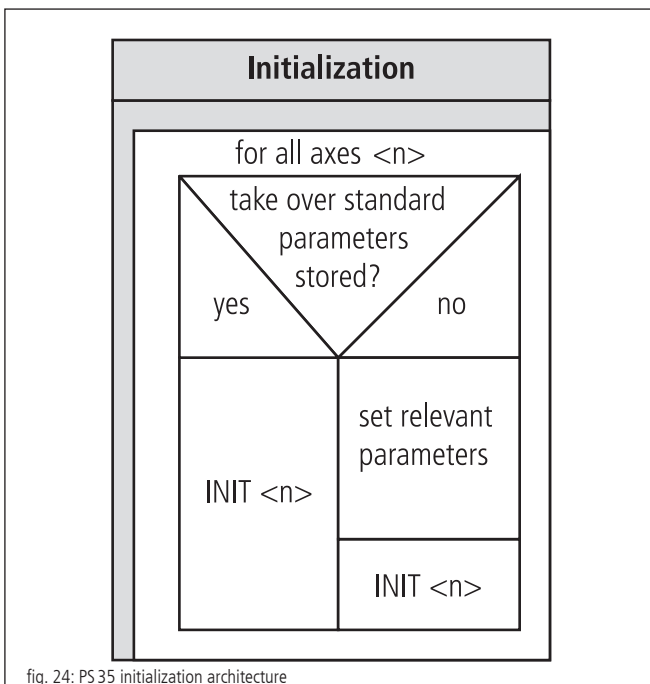 Initialization
for all axes <n>
take over standard
parameters
stored?
yes
no
set relevant
parameters
INIT <n>
INIT <n>
fig. 24: PS 35 initialization architecture